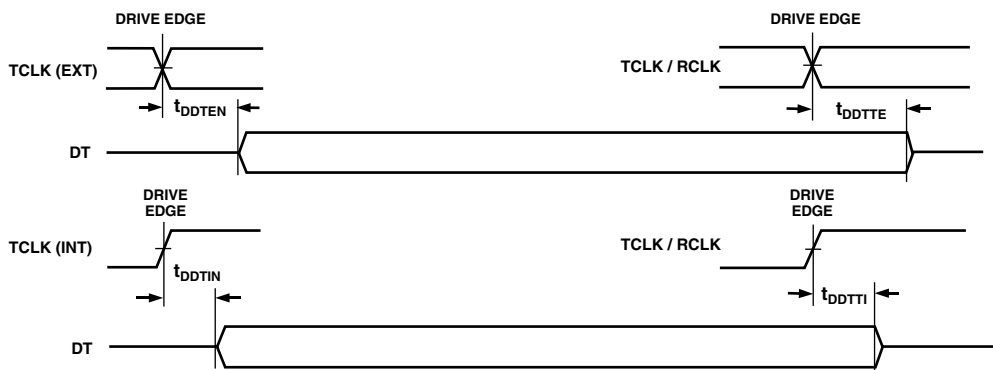 DRIVE EDGE
DRIVE EDGE
TCLK (EXT)
TCLK / RCLK
tDDTEN
tDDTTE
DT
DRIVE
EDGE
DRIVE
EDGE
TCLK (INT)
TCLK / RCLK
tDDTIN
tDDTTI
DT